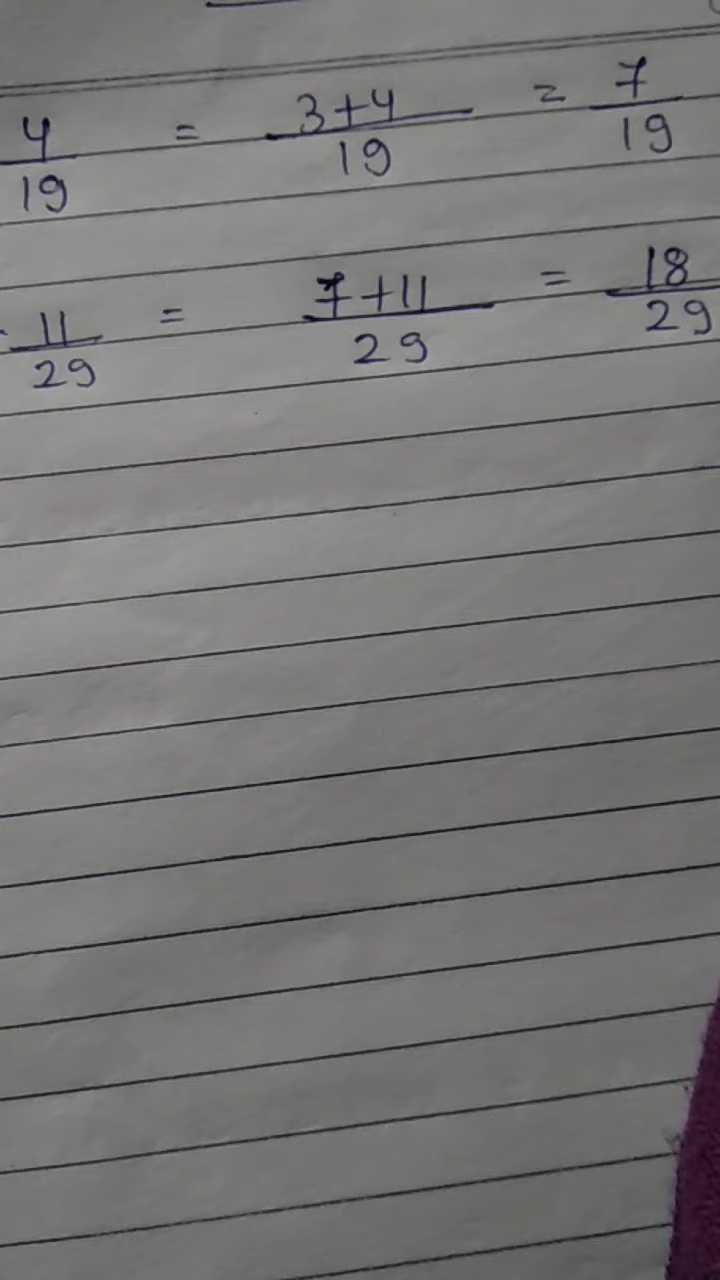 4/19 = 3+4/19 = 7/19
11/29 = 7+11/29 = 18/29